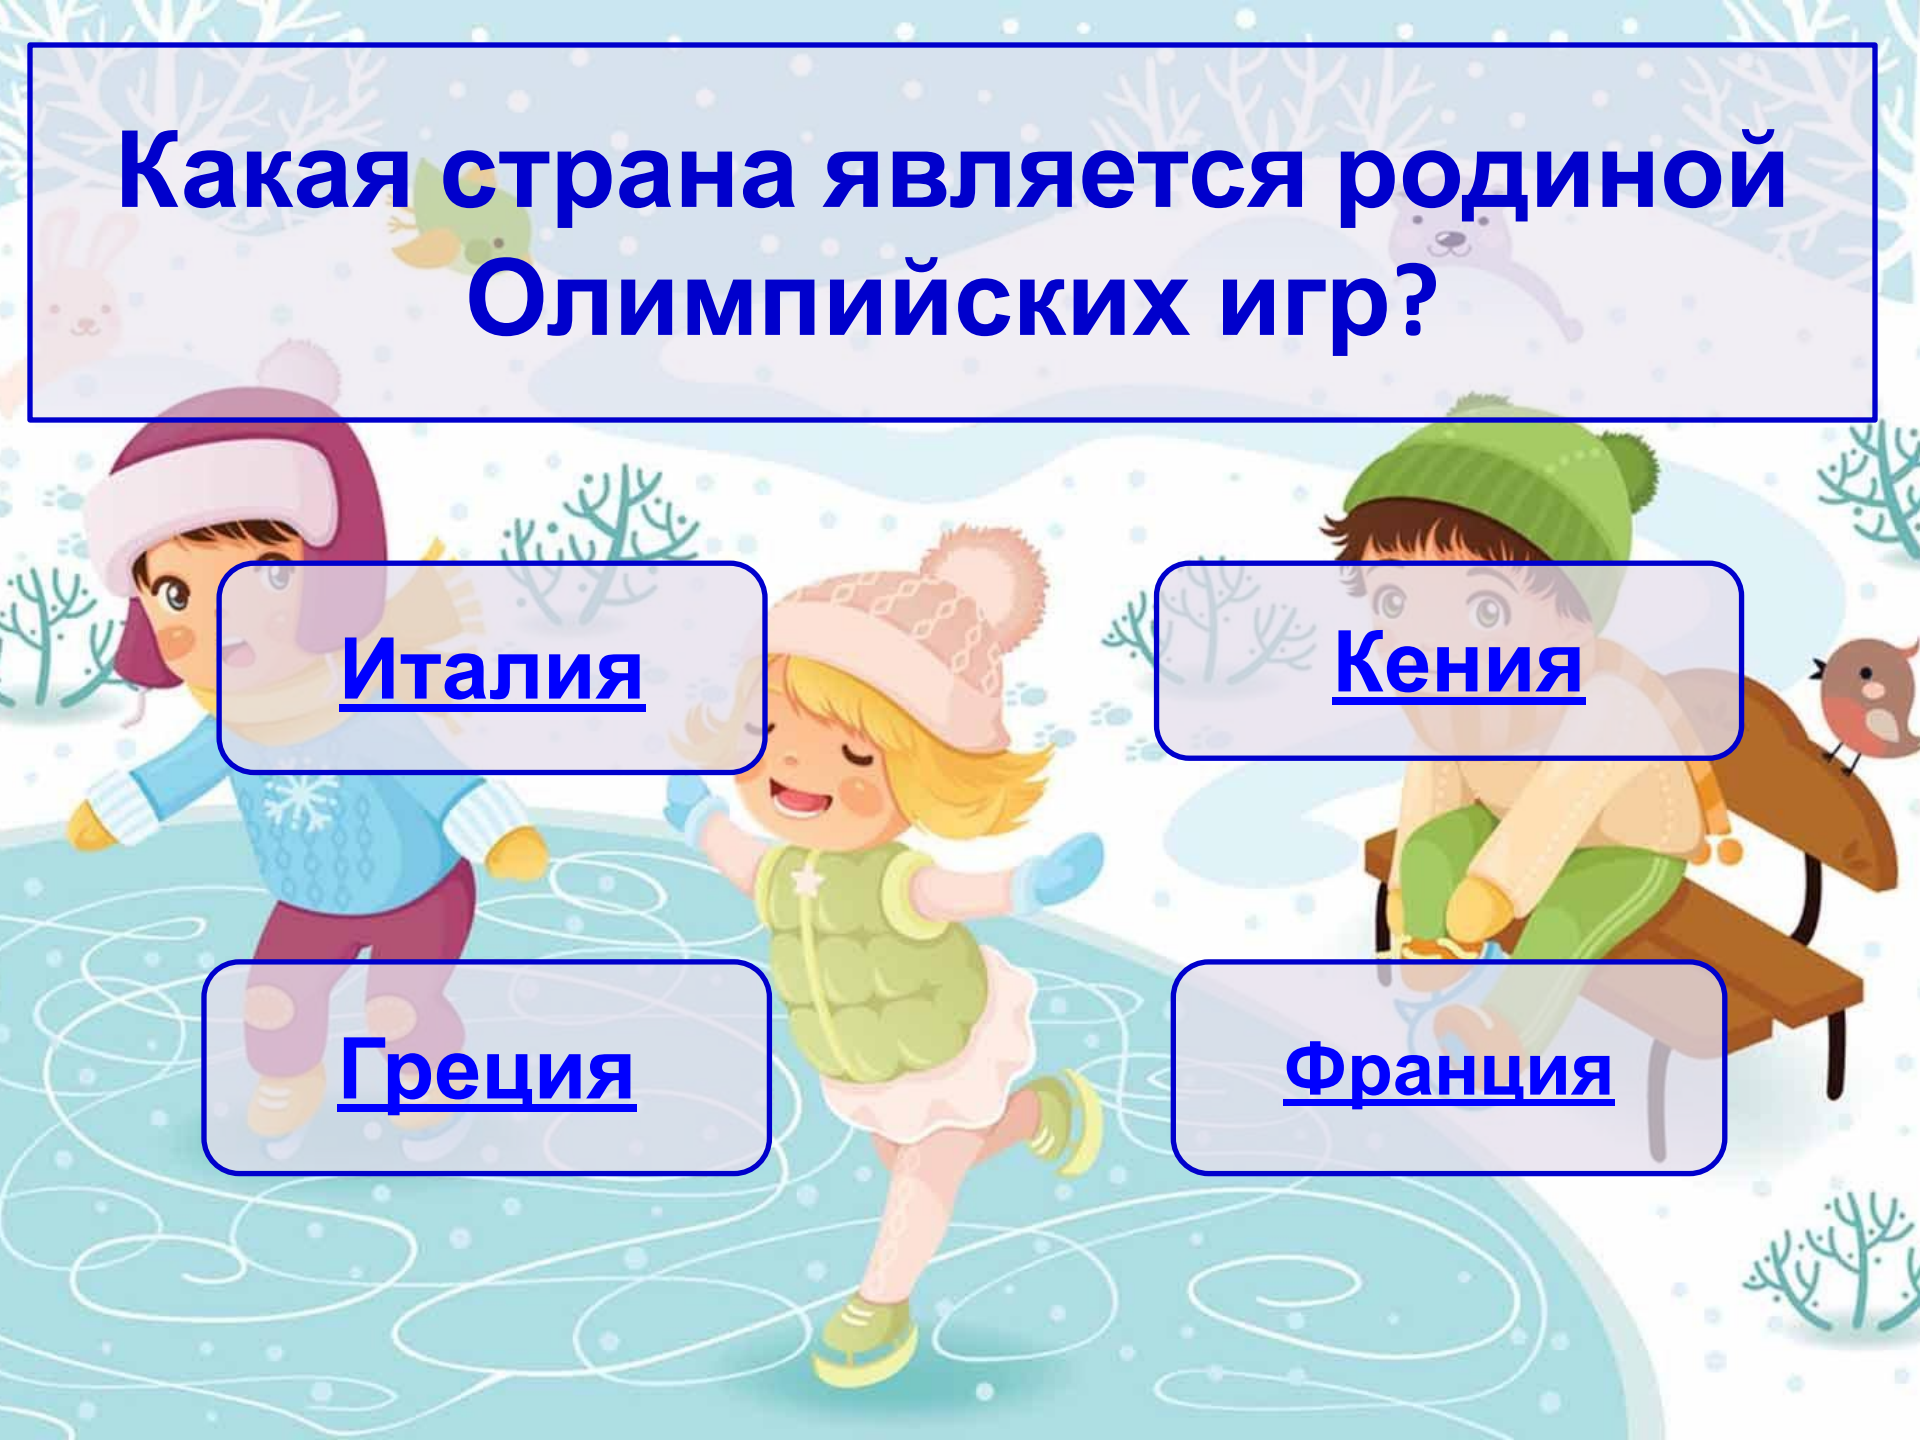 Какая страна является родиной
Олимпийских игр?
Италия
Кения
Греция
Франция